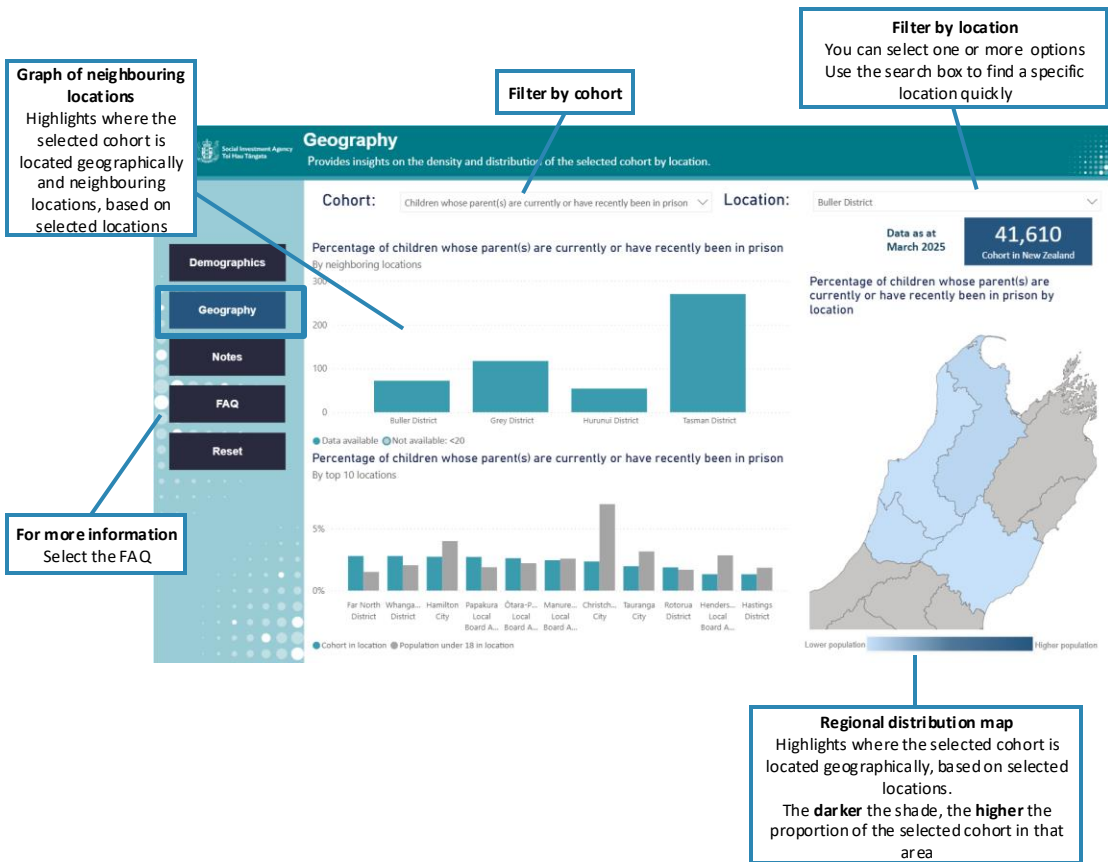 Filter by location
You can select one or more options
Use the search box to find a specific
location quickly
Graph of neighbouring
locations
Highlights where the
selected cohort is
located geographically
and neighbouring
locations, based on
selected locations
Filter by cohort
Social Investment Agency
Toi Hau Tāngata
Geography
Provides insights on the density and distribution of the selected cohort by location.
Cohort:
Children whose parent(s) are currently or have recently been in prison
Location:
Buller District
Data as at
March 2025
41,610
Cohort in New Zealand
Demographics
Geography
Notes
FAQ
Reset
Percentage of children whose parent(s) are currently or have recently been in prison
By neighboring locations
300
200
100
0
Buller District Grey District Hurunui District Tasman District
Data available Not available: <20
Percentage of children whose parent(s) are currently or have recently been in prison
By top 10 locations
5%
0%
Far North Whanga... Hamilton Papakura Ōtara-P... Manure... Christch... Tauranga Rotorua Henders... Hastings
District District City Local Local Local City City District Local District
Board A... Board A... Board A... Board A...
Cohort in location Population under 18 in location
Percentage of children whose parent(s) are
currently or have recently been in prison by
location
Lower population Higher population
For more information
Select the FAQ
Regional distribution map
Highlights where the selected cohort is
located geographically, based on selected
locations.
The darker the shade, the higher the
proportion of the selected cohort in that
area